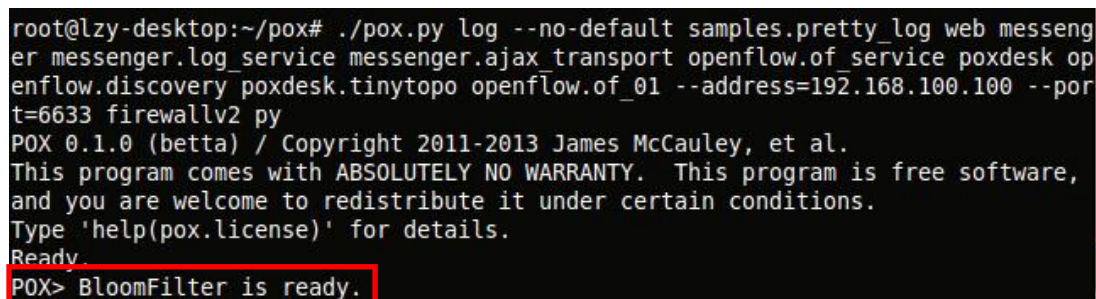 root@lzy-desktop:~/pox# ./pox.py log --no-default samples.pretty_log web messeng
er messenger.log_service messenger.ajax_transport openflow.of_service poxdesk op
enflow.discovery poxdesk.tinytopo openflow.of_01 --address=192.168.100.100 --por
t=6633 firewallv2 py
POX 0.1.0 (betta) / Copyright 2011-2013 James McCauley, et al.
This program comes with ABSOLUTELY NO WARRANTY.  This program is free software,
and you are welcome to redistribute it under certain conditions.
Type 'help(pox.license)' for details.
Ready.
POX> BloomFilter is ready.